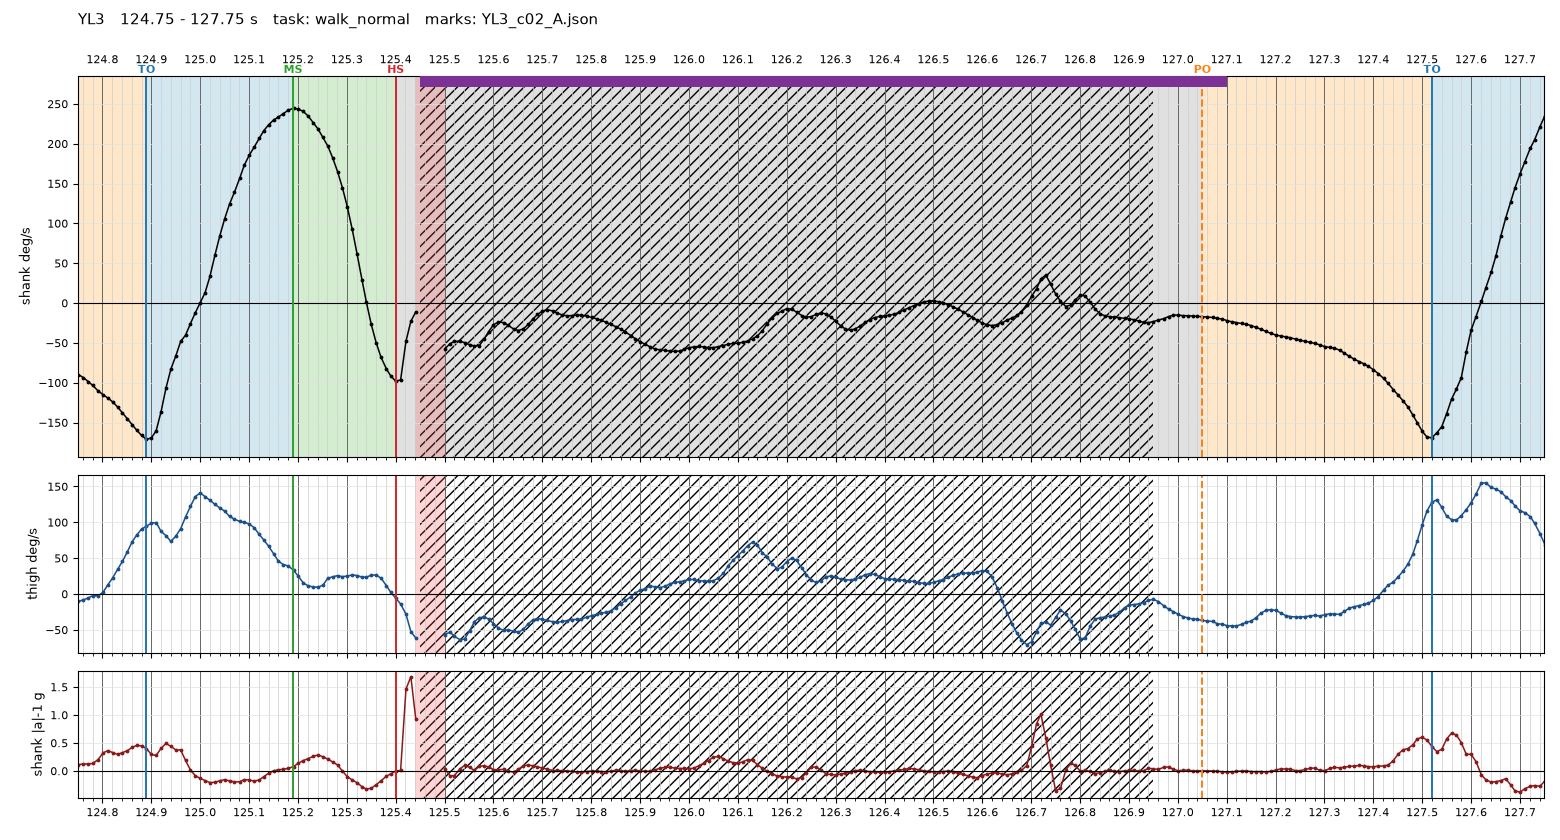 YL3 124.75 - 127.75 s task: walk_normal marks: YL3_c02_A.json
124.8 124.9 125.0 125.1 125.2 125.3 125.4 125.5 125.6 125.7 125.8 125.9 126.0 126.1 126.2 126.3 126.4 126.5 126.6 126.7 126.8 126.9 127.0 127.1 127.2 127.3 127.4 127.5 127.6 127.7
TO MS HS PO TO
250
200
150
100
50
0
−50
−100
−150
shank deg/s
150
100
50
0
−50
thigh deg/s
1.5
1.0
0.5
0.0
shank |a|-1 g
124.8 124.9 125.0 125.1 125.2 125.3 125.4 125.5 125.6 125.7 125.8 125.9 126.0 126.1 126.2 126.3 126.4 126.5 126.6 126.7 126.8 126.9 127.0 127.1 127.2 127.3 127.4 127.5 127.6 127.7